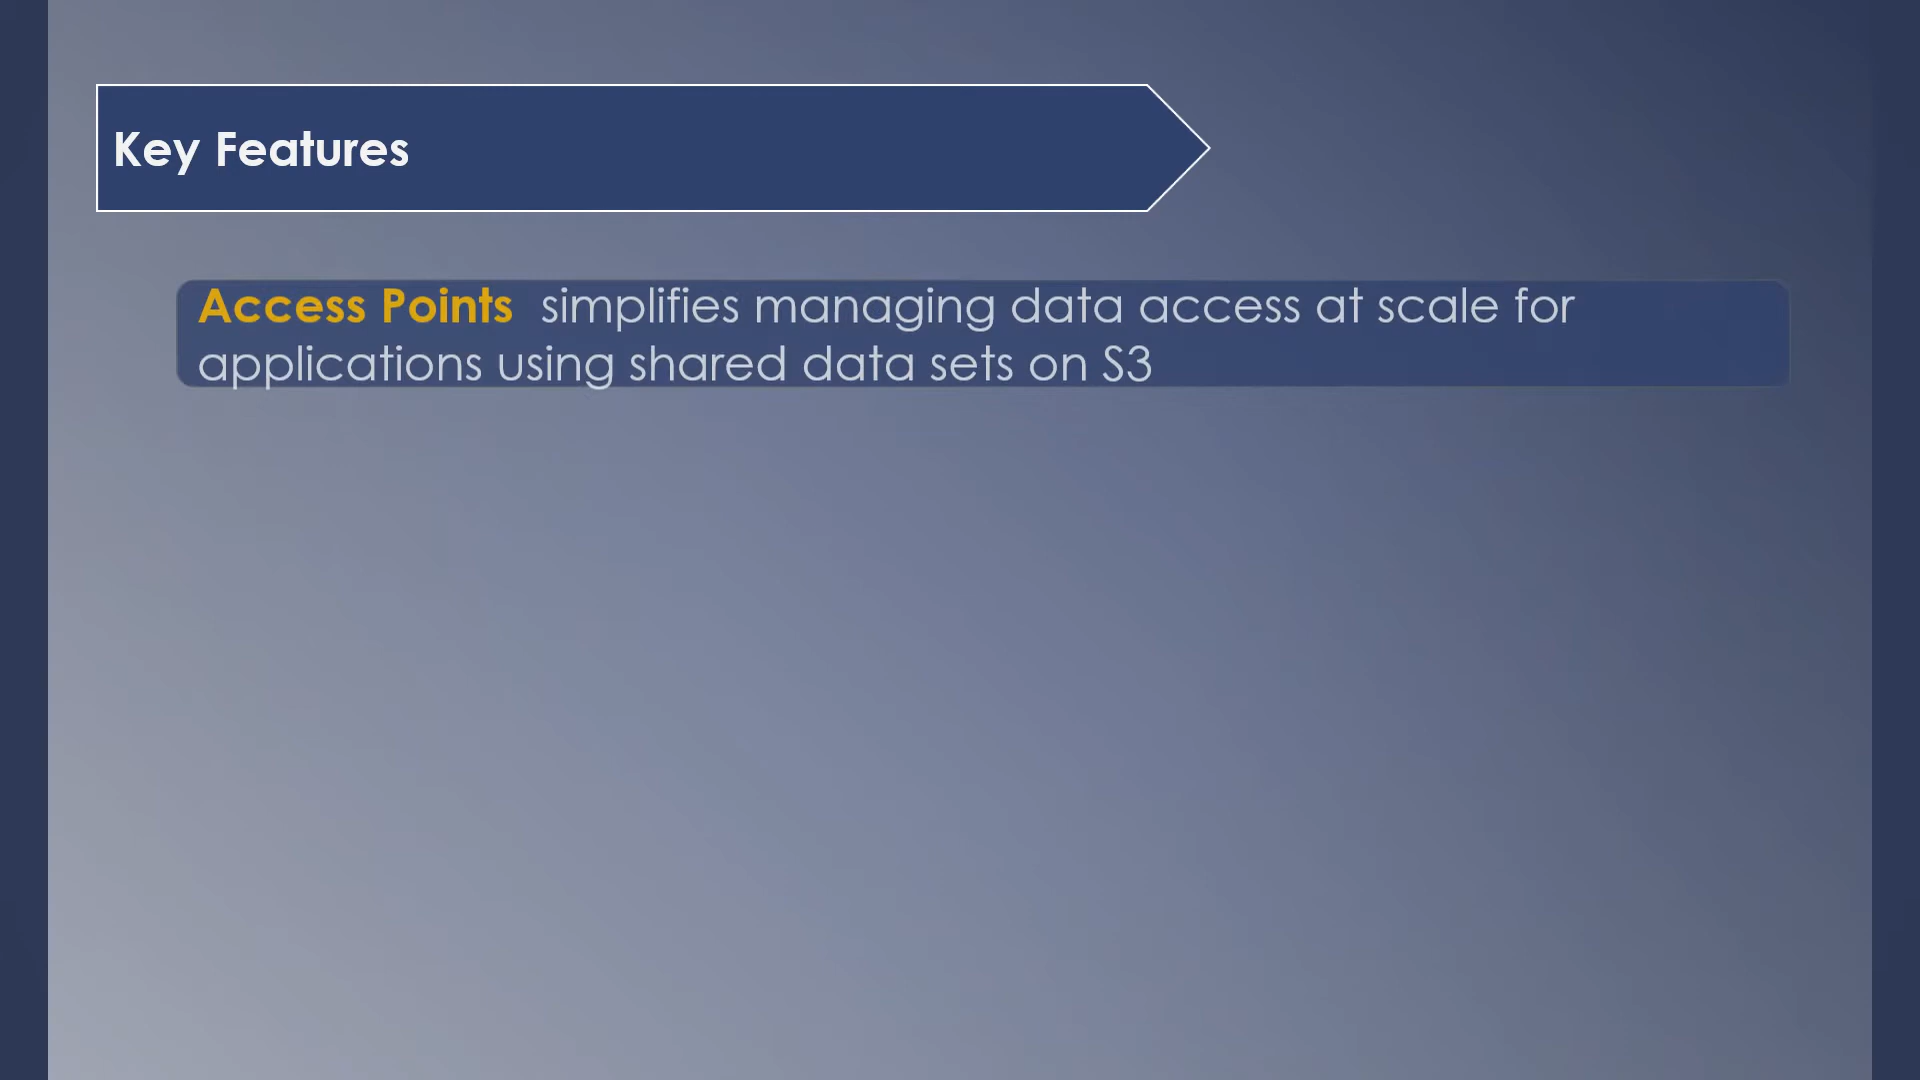 Key Features
Access Points simplifies managing data access at scale for
applications using shared data sets on S3